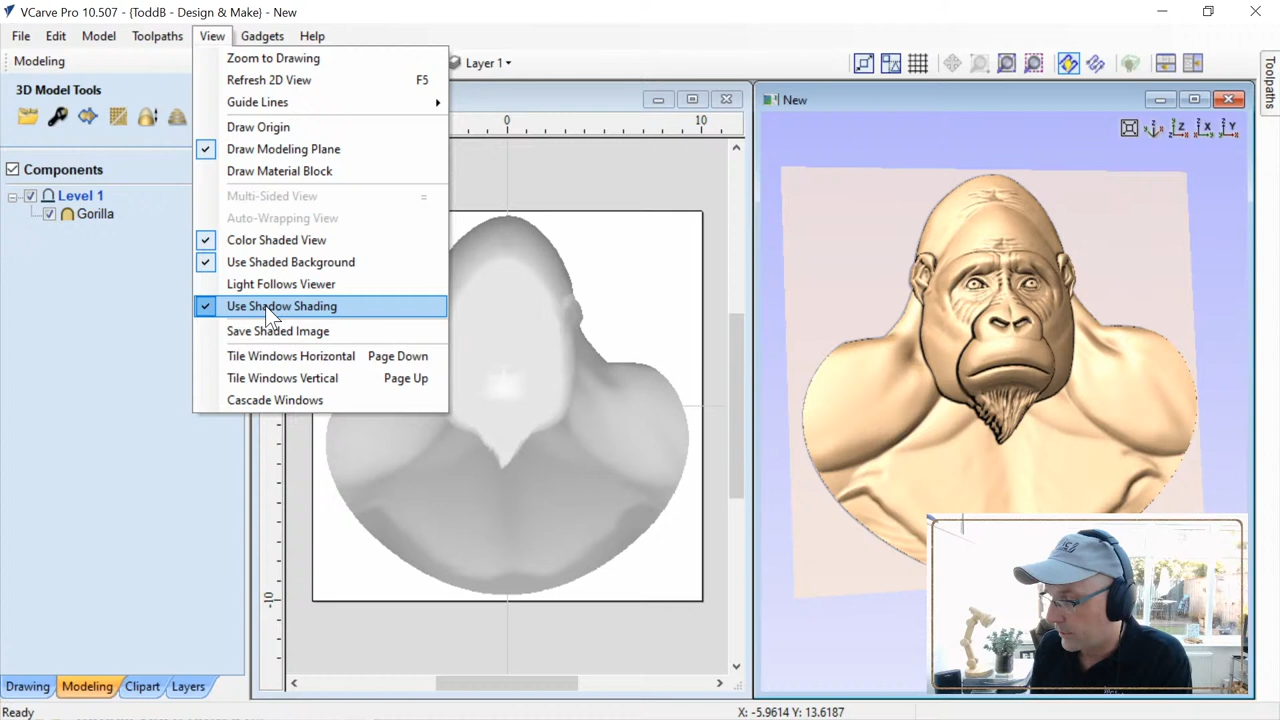 VCarve Pro 10.507 - {ToddB - Design & Make} - New
File Edit Model Toolpaths View Gadgets Help
Modeling
3D Model Tools
Components
Level 1
Gorilla
Zoom to Drawing
Refresh 2D View F5
Guide Lines
Draw Origin
Draw Modeling Plane
Draw Material Block
Multi-Sided View =
Auto-Wrapping View
Color Shaded View
Use Shaded Background
Light Follows Viewer
Use Shadow Shading
Save Shaded Image
Tile Windows Horizontal Page Down
Tile Windows Vertical Page Up
Cascade Windows
Layer 1
0 10
-10
New
Toolpaths
Drawing Modeling Clipart Layers
Ready
X: -5.9614 Y: 13.6187